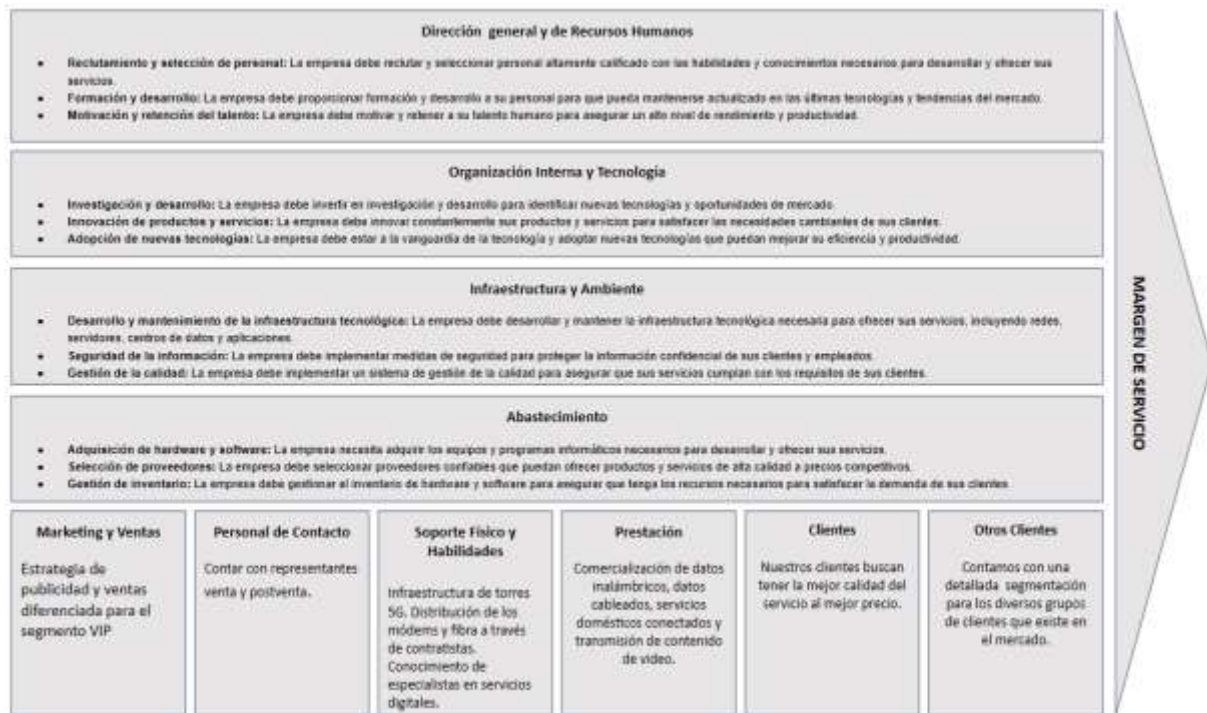 Dirección general y de Recursos Humanos
• Reclutamiento y selección de personal: La empresa debe reclutar y seleccionar personal altamente calificado con las habilidades y conocimientos necesarios para desarrollar y ofrecer sus
servicios.
• Formación y desarrollo: La empresa debe proporcionar formación y desarrollo a su personal para que pueda mantenerse actualizado en las últimas tecnologías y tendencias del mercado.
• Motivación y retención del talento: La empresa debe motivar y retener a su talento humano para asegurar un alto nivel de rendimiento y productividad.
Organización Interna y Tecnología
• Investigación y desarrollo: La empresa debe invertir en investigación y desarrollo para identificar nuevas tecnologías y oportunidades de mercado.
• Innovación de productos y servicios: La empresa debe innovar constantemente sus productos y servicios para satisfacer las necesidades cambiantes de sus clientes.
• Adopción de nuevas tecnologías: La empresa debe estar a la vanguardia de la tecnología y adoptar nuevas tecnologías que puedan mejorar su eficiencia y productividad.
Infraestructura y Ambiente
• Desarrollo y mantenimiento de la infraestructura tecnológica: La empresa debe desarrollar y mantener la infraestructura tecnológica necesaria para ofrecer sus servicios, incluyendo redes,
servidores, centros de datos y aplicaciones.
• Seguridad de la información: La empresa debe implementar medidas de seguridad para proteger la información confidencial de sus clientes y empleados.
• Gestión de la calidad: La empresa debe implementar un sistema de gestión de la calidad para asegurar que sus servicios cumplan con los requisitos de sus clientes.
Abastecimiento
• Adquisición de hardware y software: La empresa necesita adquirir los equipos y programas informáticos necesarios para desarrollar y ofrecer sus servicios.
• Selección de proveedores: La empresa debe seleccionar proveedores confiables que puedan ofrecer productos y servicios de alta calidad a precios competitivos.
• Gestión de inventario: La empresa debe gestionar el inventario de hardware y software para asegurar que tenga los recursos necesarios para satisfacer la demanda de sus clientes.
Marketing y Ventas
Estrategia de
publicidad y ventas
diferenciada para el
segmento VIP
Personal de Contacto
Contar con representantes
venta y postventa.
Soporte Físico y
Habilidades
Infraestructura de torres
5G. Distribución de los
módems y fibra a través
de contratistas.
Conocimiento de
especialistas en servicios
digitales.
Prestación
Comercialización de datos
inalámbricos, datos
cableados, servicios
domésticos conectados y
transmisión de contenido
de video.
Clientes
Nuestros clientes buscan
tener la mejor calidad del
servicio al mejor precio.
Otros Clientes
Contamos con una
detallada segmentación
para los diversos grupos
de clientes que existe en
el mercado.
MARGEN DE SERVICIO